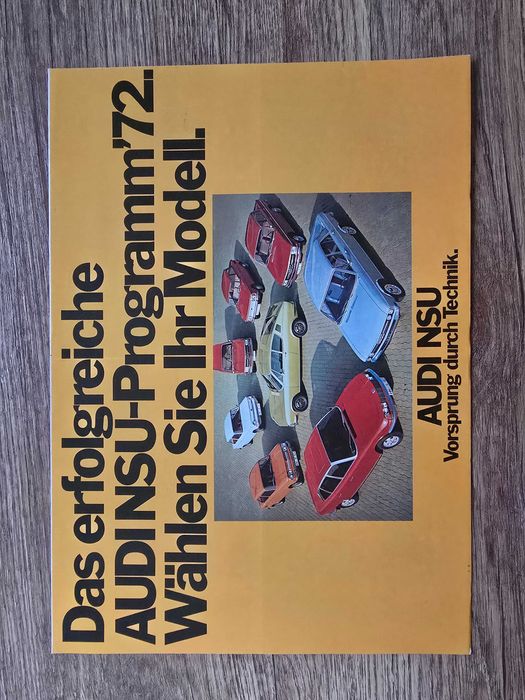 Das erfolgreiche
AUDI NSU-Programm '72.
Wählen Sie Ihr Modell.
AUDI NSU
Vorsprung durch Technik.